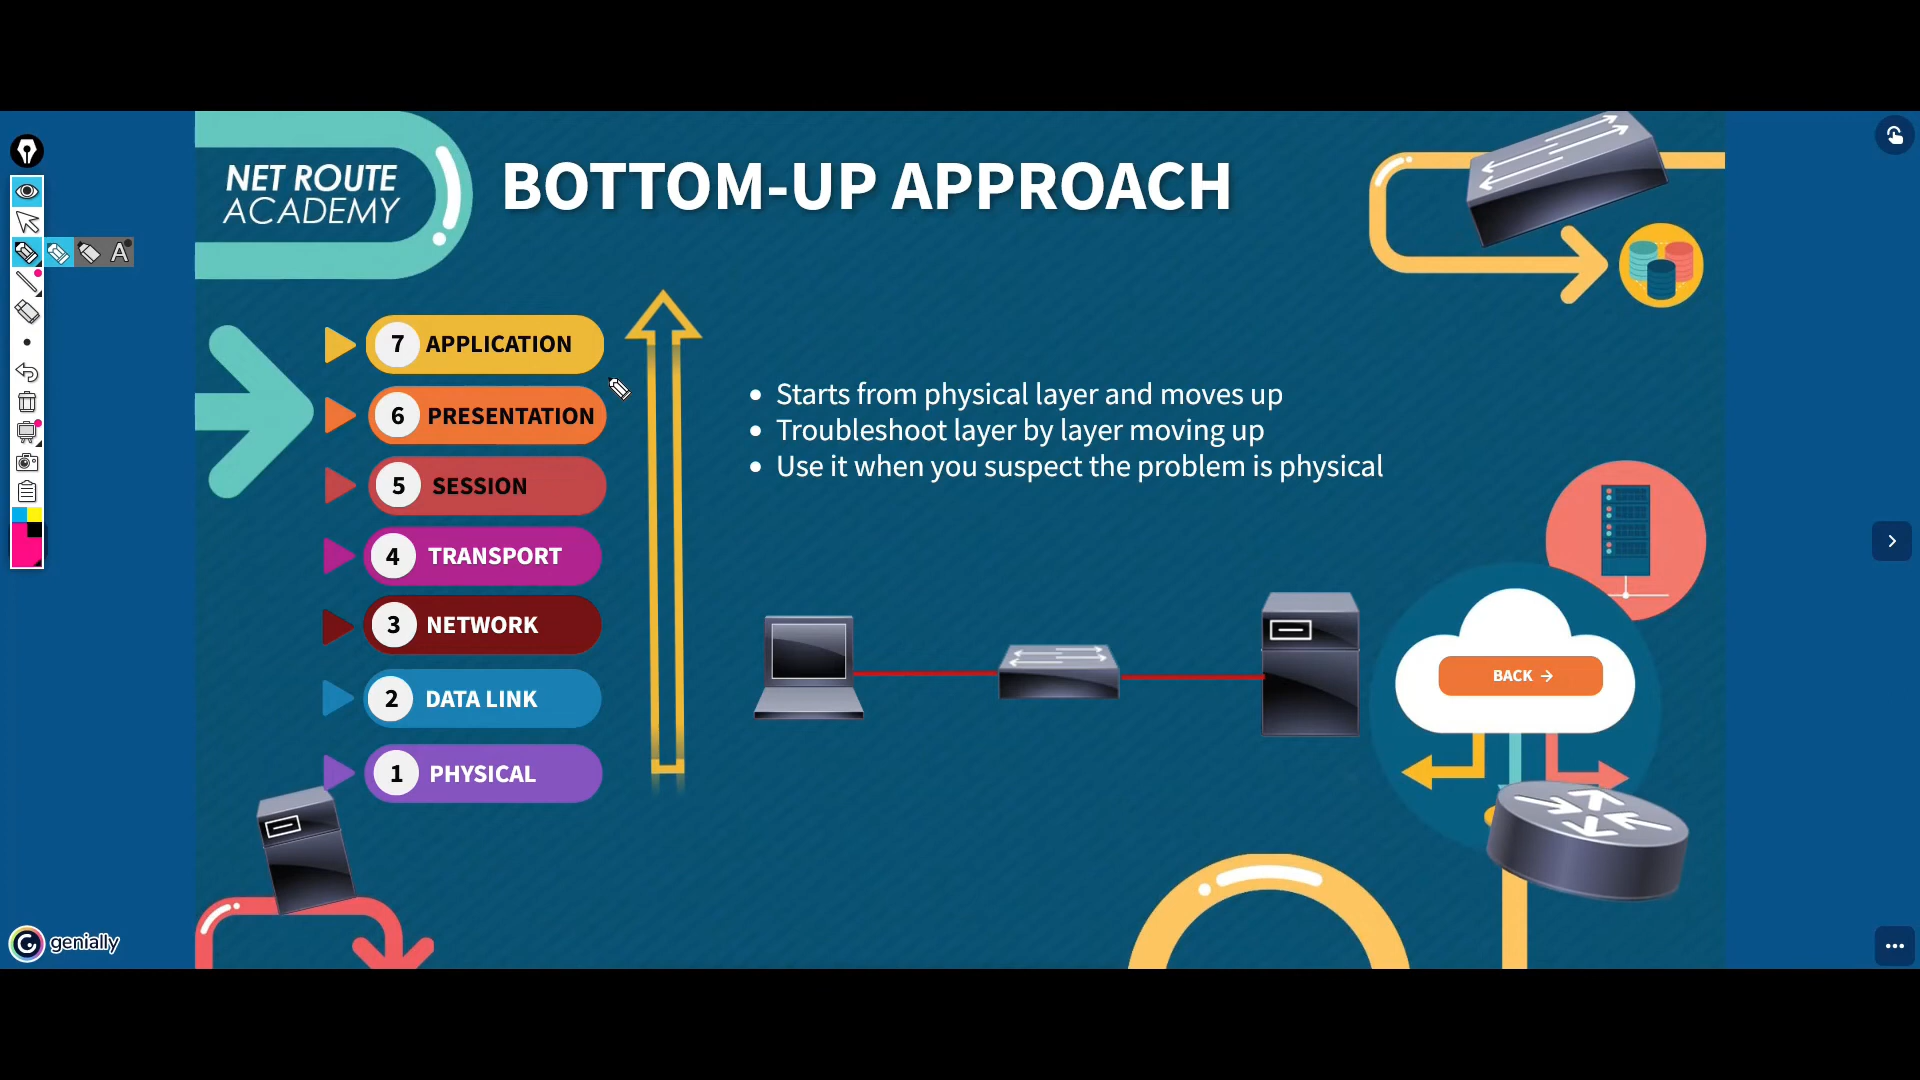 NET ROUTE
ACADEMY
BOTTOM-UP APPROACH
7 APPLICATION
6 PRESENTATION
5 SESSION
4 TRANSPORT
3 NETWORK
2 DATA LINK
1 PHYSICAL
• Starts from physical layer and moves up
• Troubleshoot layer by layer moving up
• Use it when you suspect the problem is physical
BACK →
A
genially